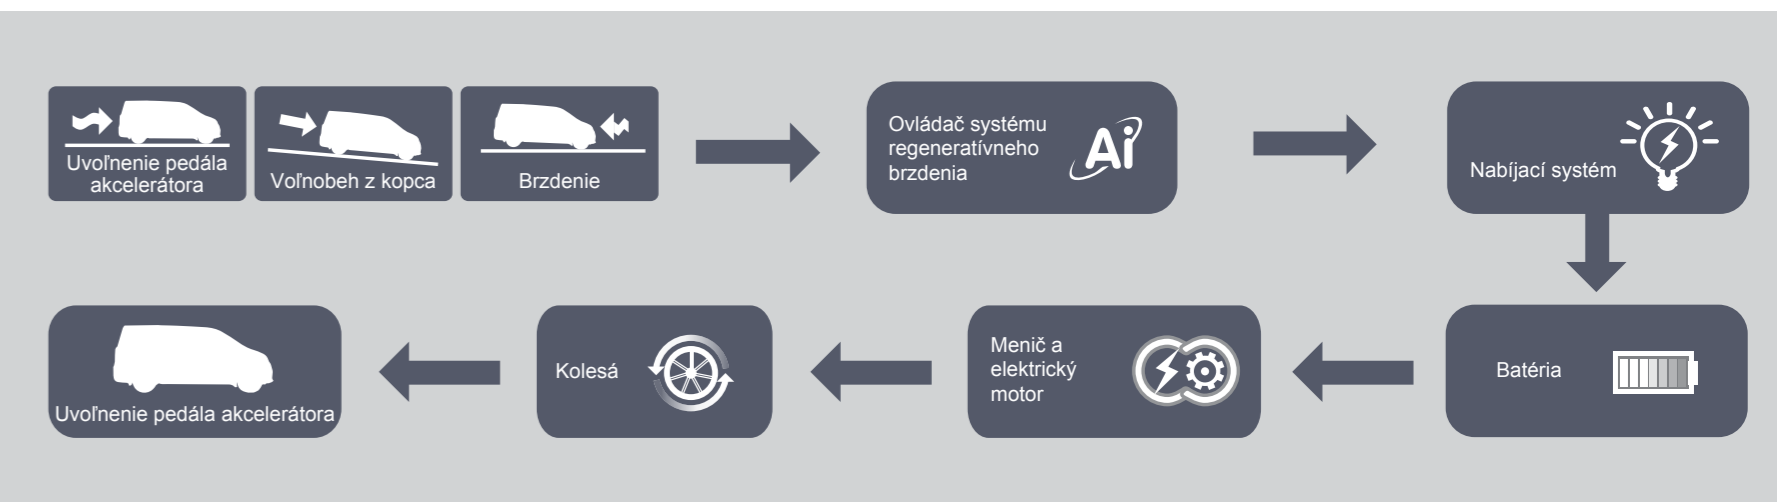 Uvoľnenie pedála
akcelerátora
Voľnobeh z kopca
Brzdenie
Ovládač systému
regeneratívneho
brzdenia
Ai
Nabíjací systém
Uvoľnenie pedála akcelerátora
Kolesá
Menič a
elektrický
motor
Batéria